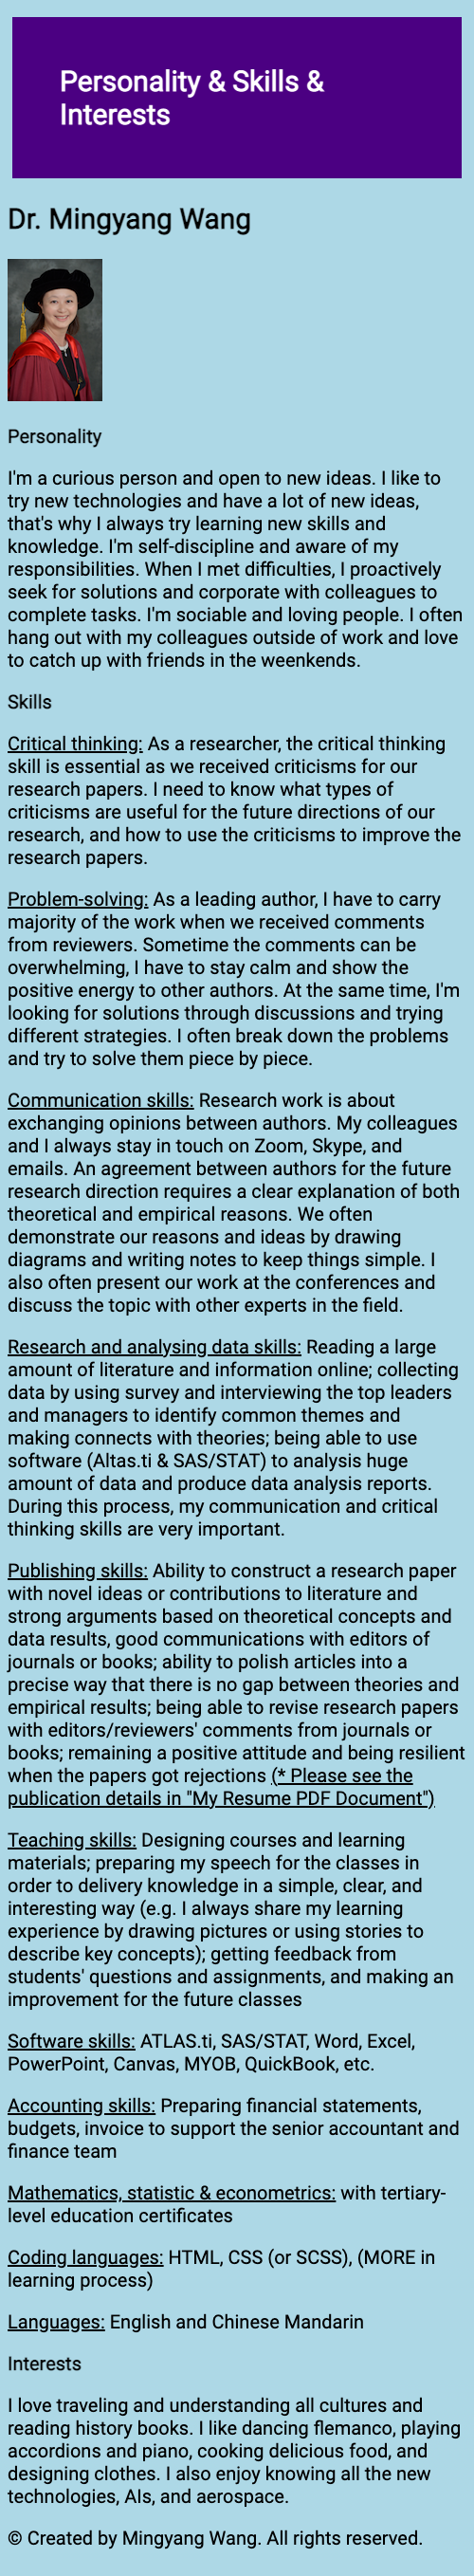 Personality & Skills &
Interests
Dr. Mingyang Wang
Personality
I'm a curious person and open to new ideas. I like to
try new technologies and have a lot of new ideas,
that's why I always try learning new skills and
knowledge. I'm self-discipline and aware of my
responsibilities. When I met difficulties, I proactively
seek for solutions and corporate with colleagues to
complete tasks. I'm sociable and loving people. I often
hang out with my colleagues outside of work and love
to catch up with friends in the weenkends.
Skills
Critical thinking: As a researcher, the critical thinking
skill is essential as we received criticisms for our
research papers. I need to know what types of
criticisms are useful for the future directions of our
research, and how to use the criticisms to improve the
research papers.
Problem-solving: As a leading author, I have to carry
majority of the work when we received comments
from reviewers. Sometime the comments can be
overwhelming, I have to stay calm and show the
positive energy to other authors. At the same time, I'm
looking for solutions through discussions and trying
different strategies. I often break down the problems
and try to solve them piece by piece.
Communication skills: Research work is about
exchanging opinions between authors. My colleagues
and I always stay in touch on Zoom, Skype, and
emails. An agreement between authors for the future
research direction requires a clear explanation of both
theoretical and empirical reasons. We often
demonstrate our reasons and ideas by drawing
diagrams and writing notes to keep things simple. I
also often present our work at the conferences and
discuss the topic with other experts in the field.
Research and analysing data skills: Reading a large
amount of literature and information online; collecting
data by using survey and interviewing the top leaders
and managers to identify common themes and
making connects with theories; being able to use
software (Altas.ti & SAS/STAT) to analysis huge
amount of data and produce data analysis reports.
During this process, my communication and critical
thinking skills are very important.
Publishing skills: Ability to construct a research paper
with novel ideas or contributions to literature and
strong arguments based on theoretical concepts and
data results, good communications with editors of
journals or books; ability to polish articles into a
precise way that there is no gap between theories and
empirical results; being able to revise research papers
with editors/reviewers' comments from journals or
books; remaining a positive attitude and being resilient
when the papers got rejections (* Please see the
publication details in "My Resume PDF Document")
Teaching skills: Designing courses and learning
materials; preparing my speech for the classes in
order to delivery knowledge in a simple, clear, and
interesting way (e.g. I always share my learning
experience by drawing pictures or using stories to
describe key concepts); getting feedback from
students' questions and assignments, and making an
improvement for the future classes
Software skills: ATLAS.ti, SAS/STAT, Word, Excel,
PowerPoint, Canvas, MYOB, QuickBook, etc.
Accounting skills: Preparing financial statements,
budgets, invoice to support the senior accountant and
finance team
Mathematics, statistic & econometrics: with tertiary-
level education certificates
Coding languages: HTML, CSS (or SCSS), (MORE in
learning process)
Languages: English and Chinese Mandarin
Interests
I love traveling and understanding all cultures and
reading history books. I like dancing flemanco, playing
accordions and piano, cooking delicious food, and
designing clothes. I also enjoy knowing all the new
technologies, AIs, and aerospace.
© Created by Mingyang Wang. All rights reserved.